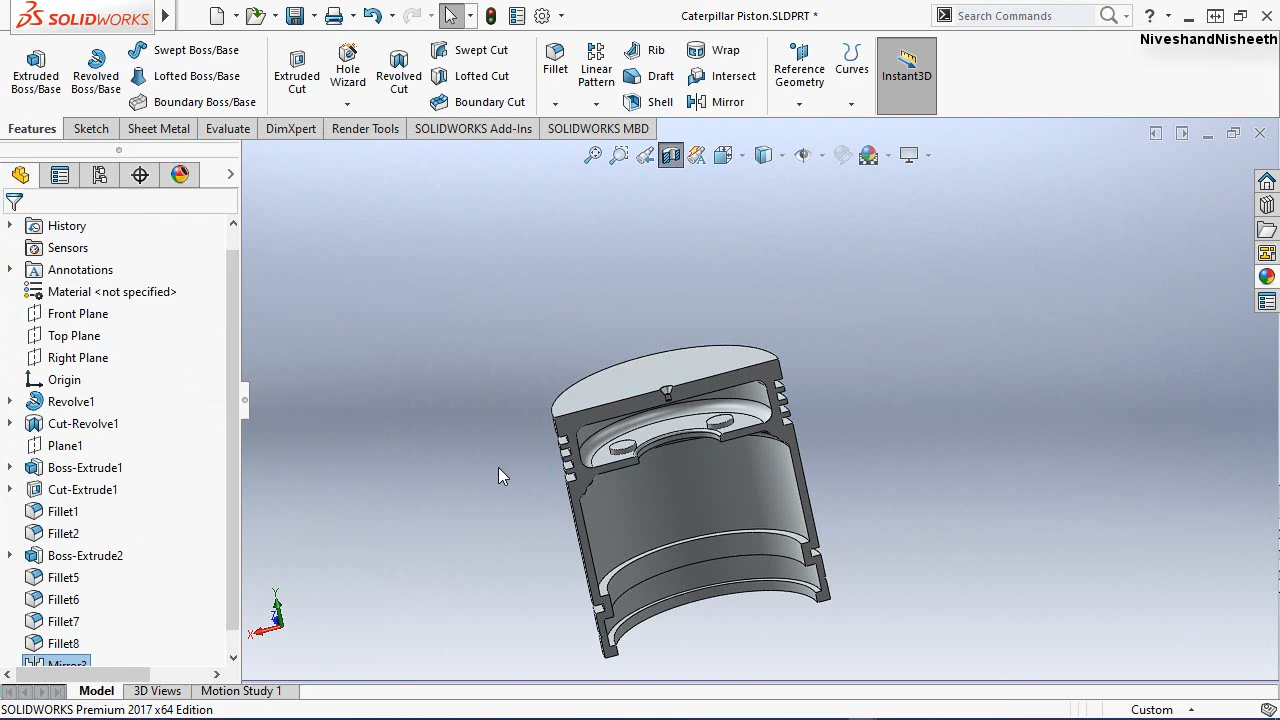 SOLIDWORKS
Caterpillar Piston.SLDPRT *
Search Commands
NiveshandNisheeth
Extruded Boss/Base
Revolved Boss/Base
Swept Boss/Base
Lofted Boss/Base
Boundary Boss/Base
Extruded Cut
Hole Wizard
Revolved Cut
Swept Cut
Lofted Cut
Boundary Cut
Fillet
Linear Pattern
Rib
Draft
Shell
Wrap
Intersect
Mirror
Reference Geometry
Curves
Instant3D
Features
Sketch
Sheet Metal
Evaluate
DimXpert
Render Tools
SOLIDWORKS Add-Ins
SOLIDWORKS MBD
History
Sensors
Annotations
Material <not specified>
Front Plane
Top Plane
Right Plane
Origin
Revolve1
Cut-Revolve1
Plane1
Boss-Extrude1
Cut-Extrude1
Fillet1
Fillet2
Boss-Extrude2
Fillet5
Fillet6
Fillet7
Fillet8
Mirror3
Y
Z
X
Model
3D Views
Motion Study 1
SOLIDWORKS Premium 2017 x64 Edition
Custom